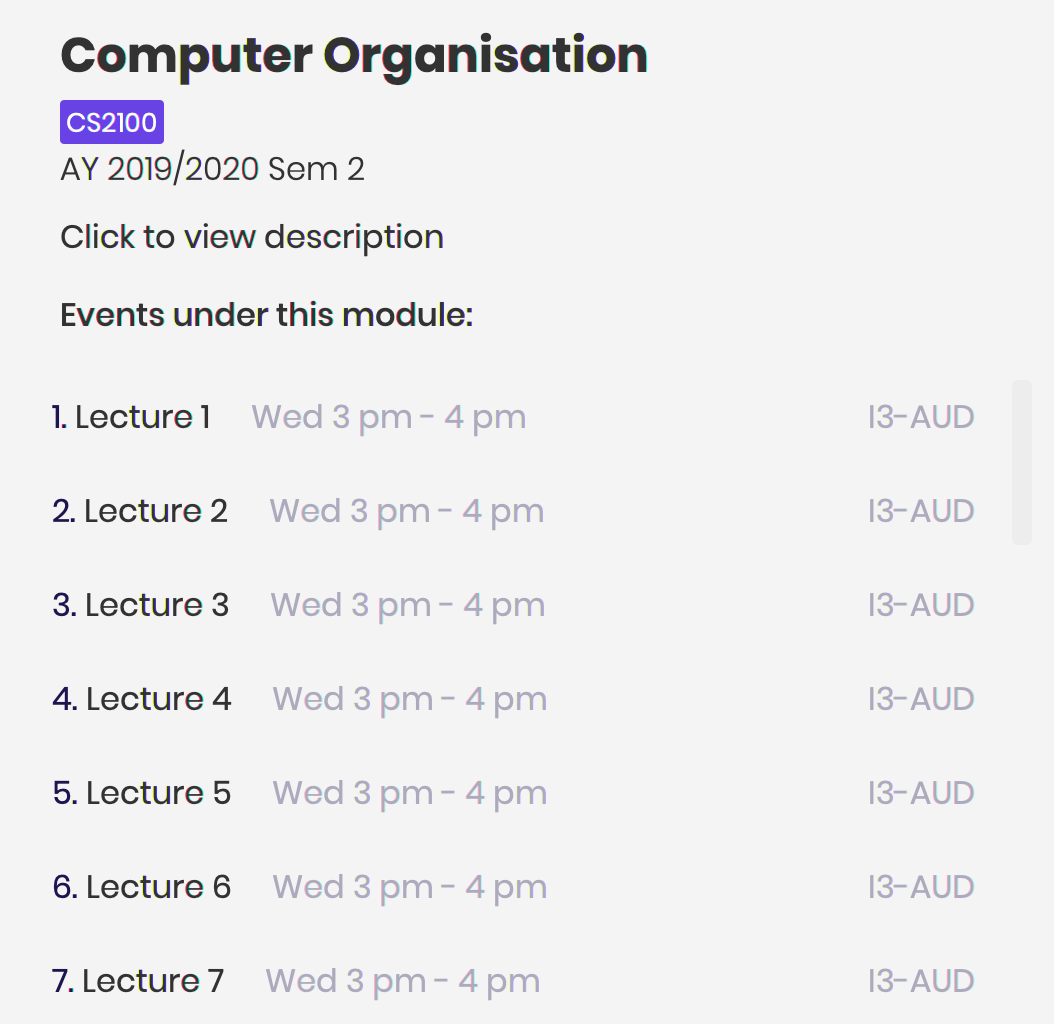 Computer Organisation
CS2100
AY 2019/2020 Sem 2
Click to view description
Events under this module:
1. Lecture 1 Wed 3 pm - 4 pm I3-AUD
2. Lecture 2 Wed 3 pm - 4 pm I3-AUD
3. Lecture 3 Wed 3 pm - 4 pm I3-AUD
4. Lecture 4 Wed 3 pm - 4 pm I3-AUD
5. Lecture 5 Wed 3 pm - 4 pm I3-AUD
6. Lecture 6 Wed 3 pm - 4 pm I3-AUD
7. Lecture 7 Wed 3 pm - 4 pm I3-AUD